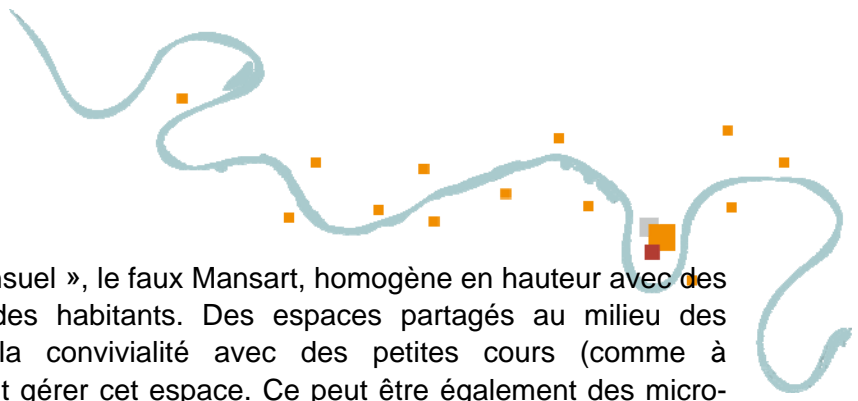 nsuel », le faux Mansart, homogène en hauteur avec des
des habitants. Des espaces partagés au milieu des
la convivialité avec des petites cours (comme à
t gérer cet espace. Ce peut être également des micro-